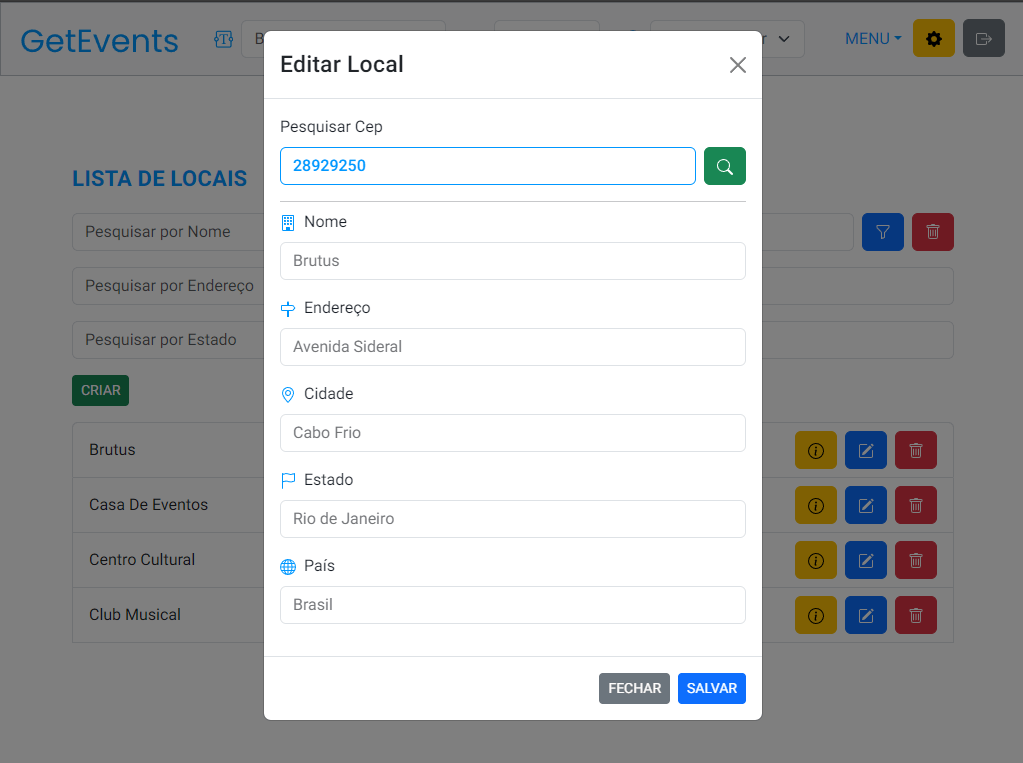 GetEvents
MENU
Editar Local
Pesquisar Cep
28929250
LISTA DE LOCAIS
Nome
Pesquisar por Nome
Brutus
Pesquisar por Endereço
Endereço
Pesquisar por Estado
Avenida Sideral
CRIAR
Cidade
Cabo Frio
Brutus
Estado
Casa De Eventos
Rio de Janeiro
Centro Cultural
País
Brasil
Club Musical
FECHAR SALVAR